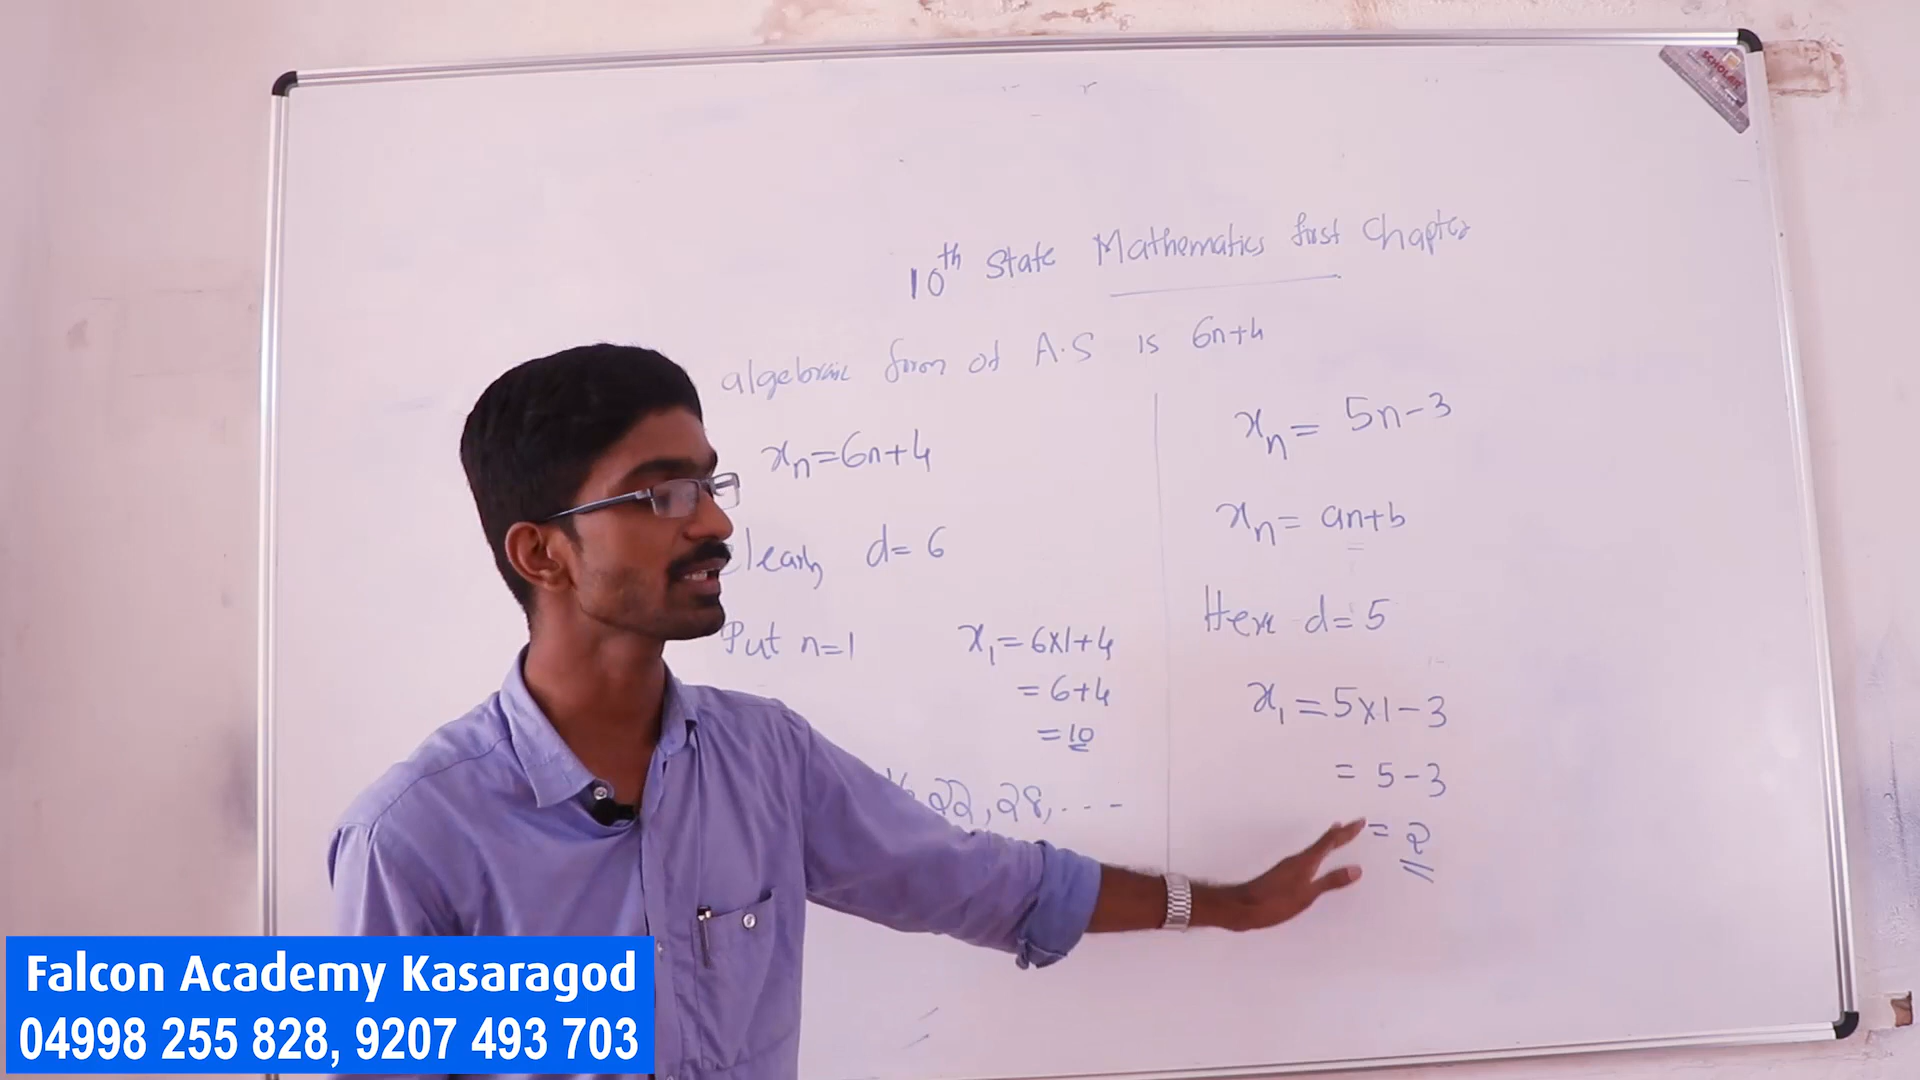 SCHOLAR
10th State Mathematics first Chapter
algebraic form of A.S is 6n+4
xn=6n+4
learly d=6
Put n=1 x1=6x1+4
=6+4
=10
22, 28, ....
xn= 5n-3
xn= an+b
Here d=5
x1=5x1-3
= 5-3
= 2
Falcon Academy Kasaragod
04998 255 828, 9207 493 703